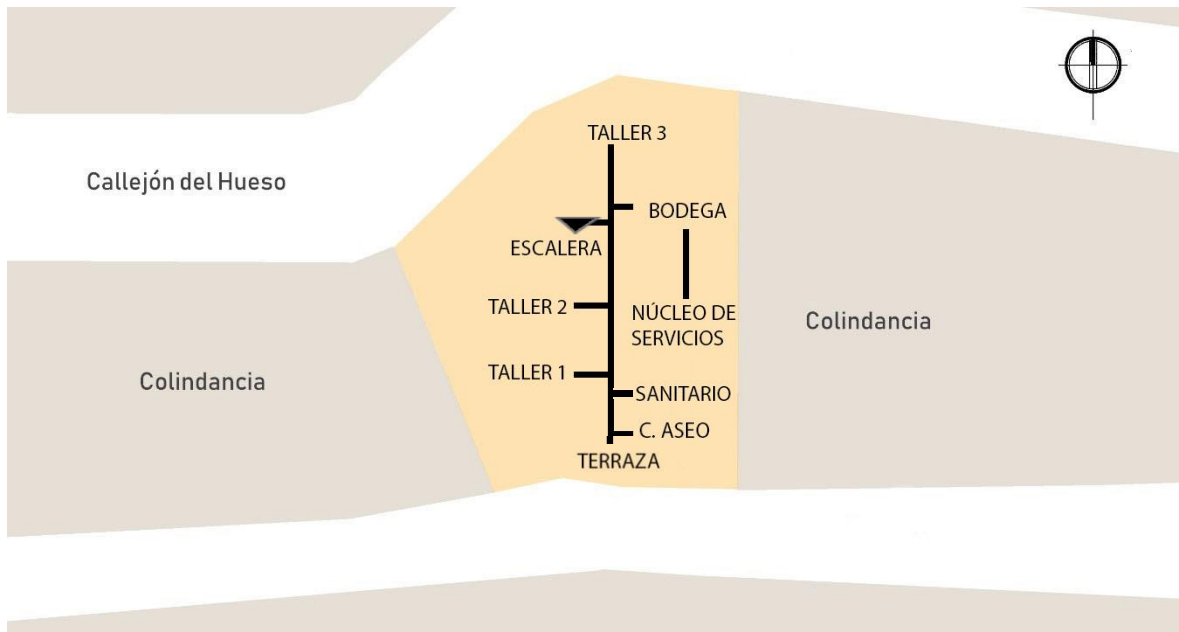 TALLER 3
Callejón del Hueso
BODEGA
ESCALERA
TALLER 2
NÚCLEO DE
SERVICIOS
Colindancia
TALLER 1
Colindancia
SANITARIO
C. ASEO
TERRAZA